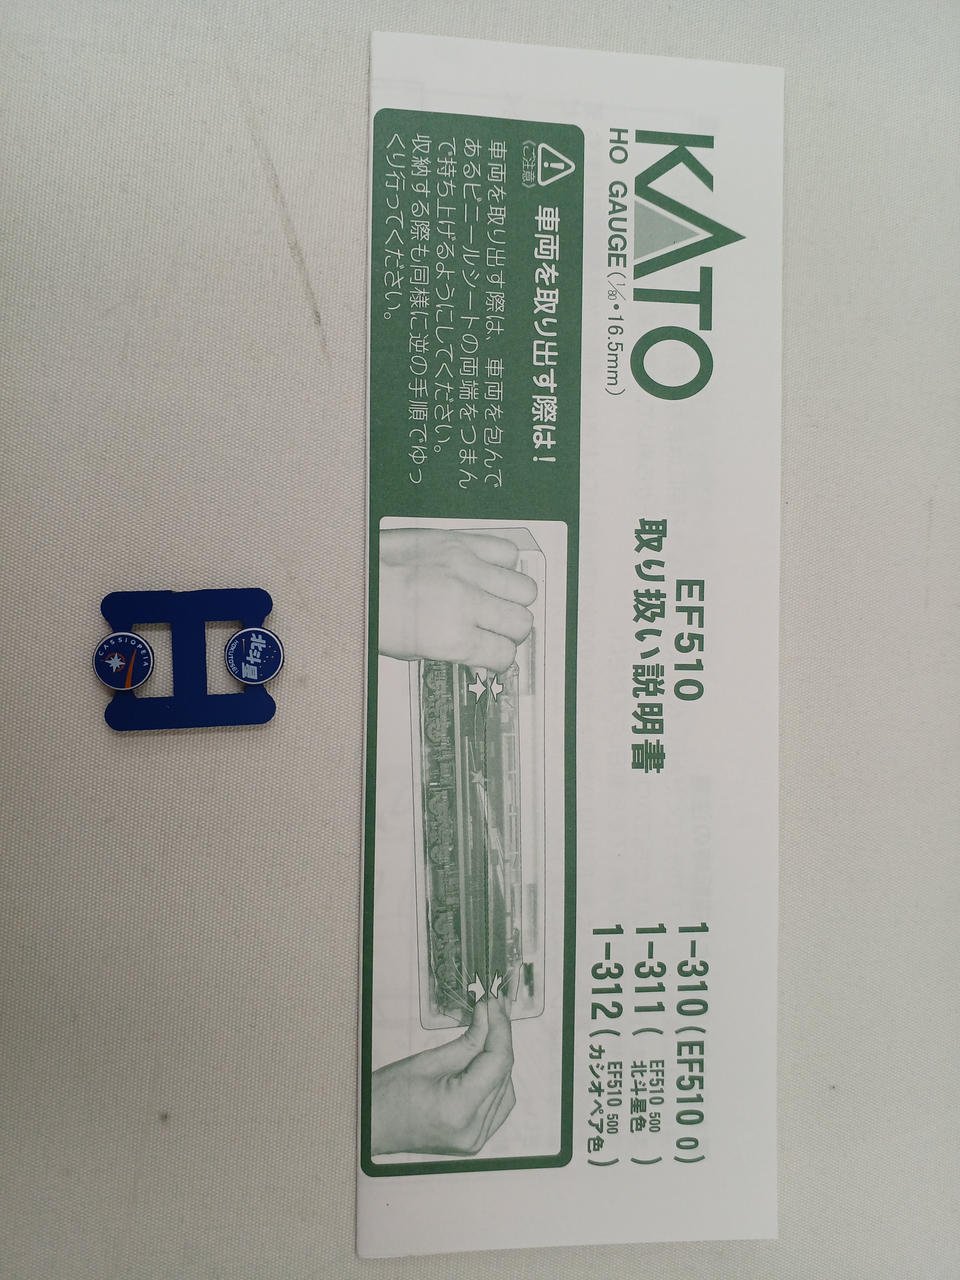 KATO
HO GAUGE(1/80・16.5mm)
EF510
取り扱い説明書
1-310(EF510 0)
1-311(EF510 500 北斗星色)
1-312(EF510 500 カシオペア色)
(ご注意)
車両を取り出す際は!
車両を取り出す際は、車両を包んで
あるビニールシートの両端をつまん
で持ち上げるようにしてください。
収納する際も同様に逆の手順でゆっ
くり行ってください。
北斗星
HOKUTOSEI
CASSIOPEIA